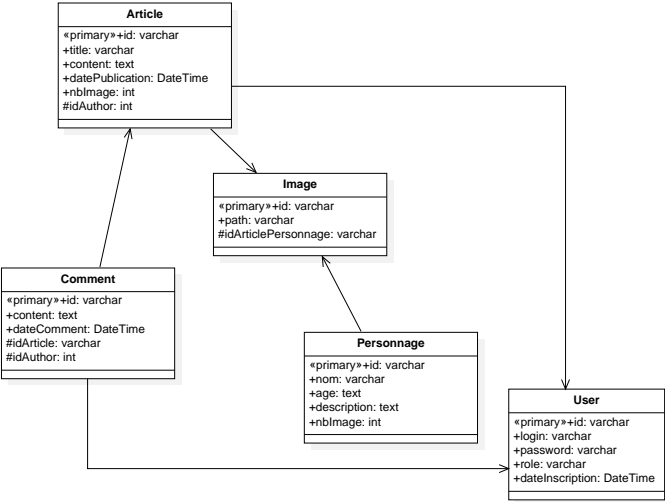 Article
«primary»+id: varchar
+title: varchar
+content: text
+datePublication: DateTime
+nbImage: int
#idAuthor: int
Image
«primary»+id: varchar
+path: varchar
#idArticlePersonnage: varchar
Comment
«primary»+id: varchar
+content: text
+dateComment: DateTime
#idArticle: varchar
#idAuthor: int
Personnage
«primary»+id: varchar
+nom: varchar
+age: text
+description: text
+nbImage: int
User
«primary»+id: varchar
+login: varchar
+password: varchar
+role: varchar
+dateInscription: DateTime